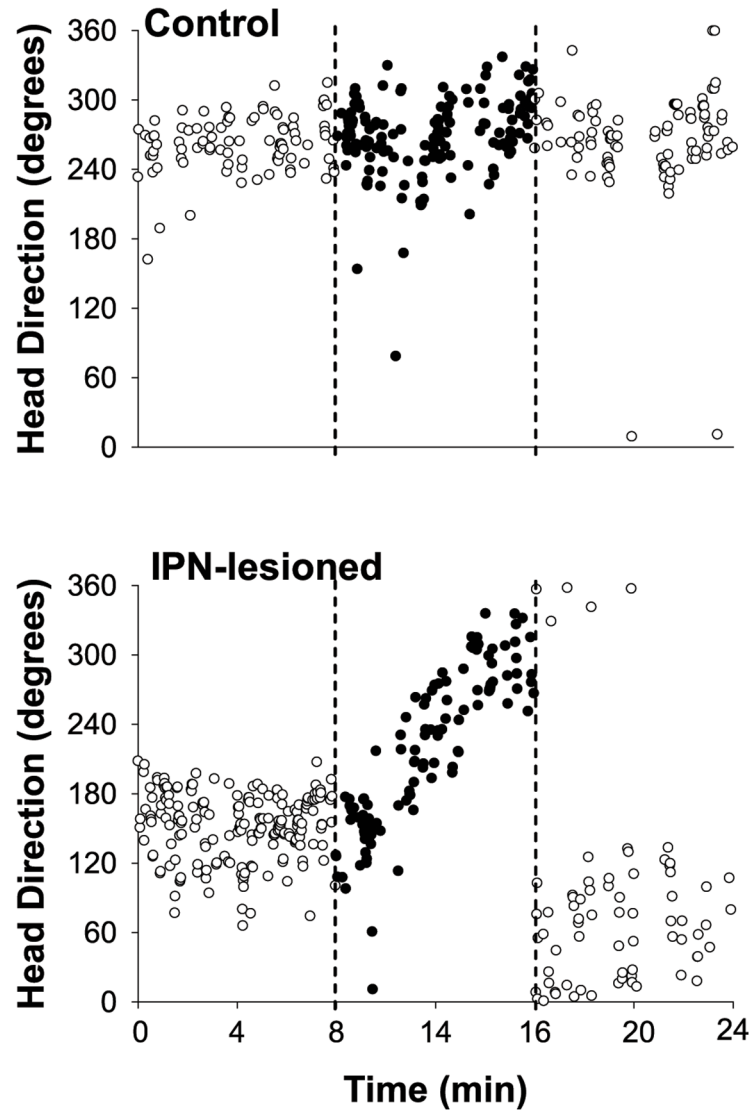 Control
Head Direction (degrees)
360
300
240
180
120
60
0
IPN-lesioned
Head Direction (degrees)
360
300
240
180
120
60
0
0 4 8 14 16 20 24
Time (min)